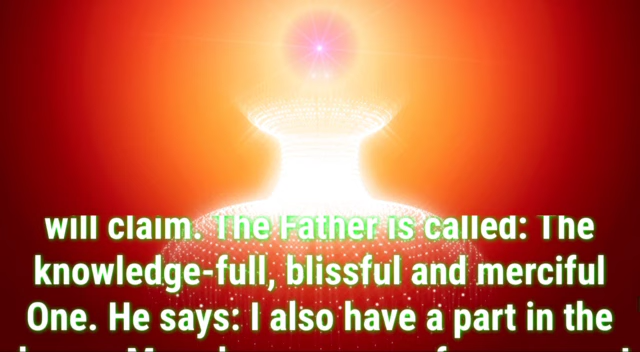 will claim. The Father is called: The
knowledge-full, blissful and merciful
One. He says: I also have a part in the